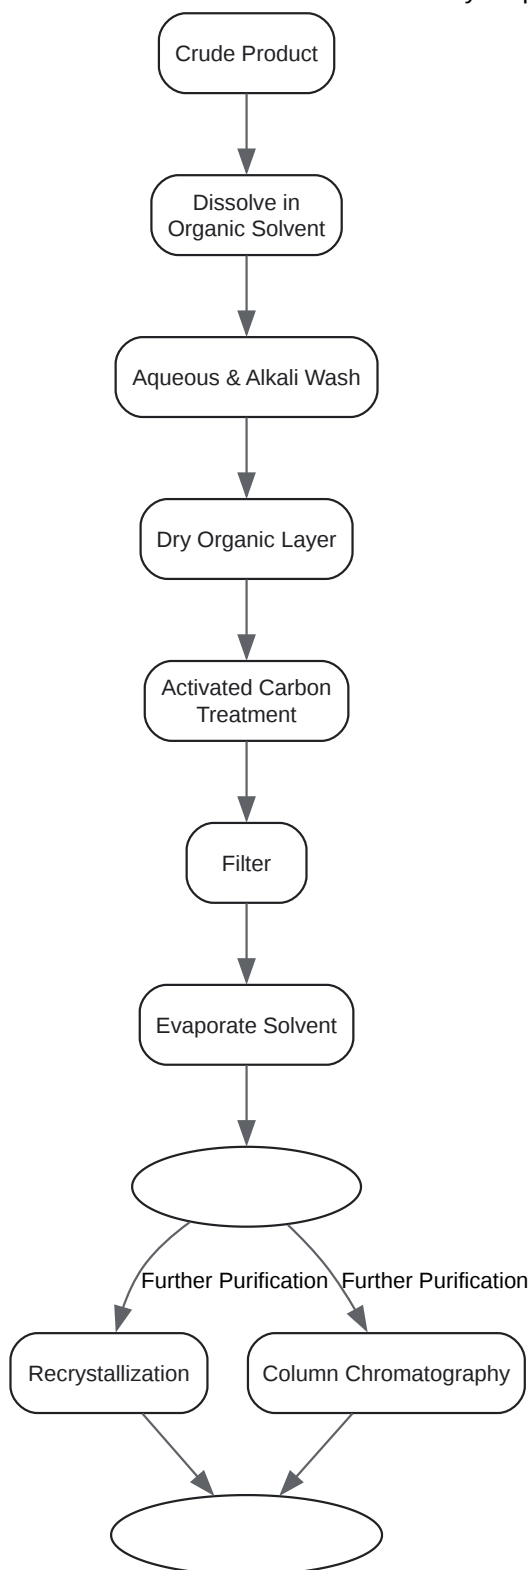 Crude Product
Dissolve in
Organic Solvent
Aqueous & Alkali Wash
Dry Organic Layer
Activated Carbon
Treatment
Filter
Evaporate Solvent
Further Purification Further Purification
Recrystallization
Column Chromatography